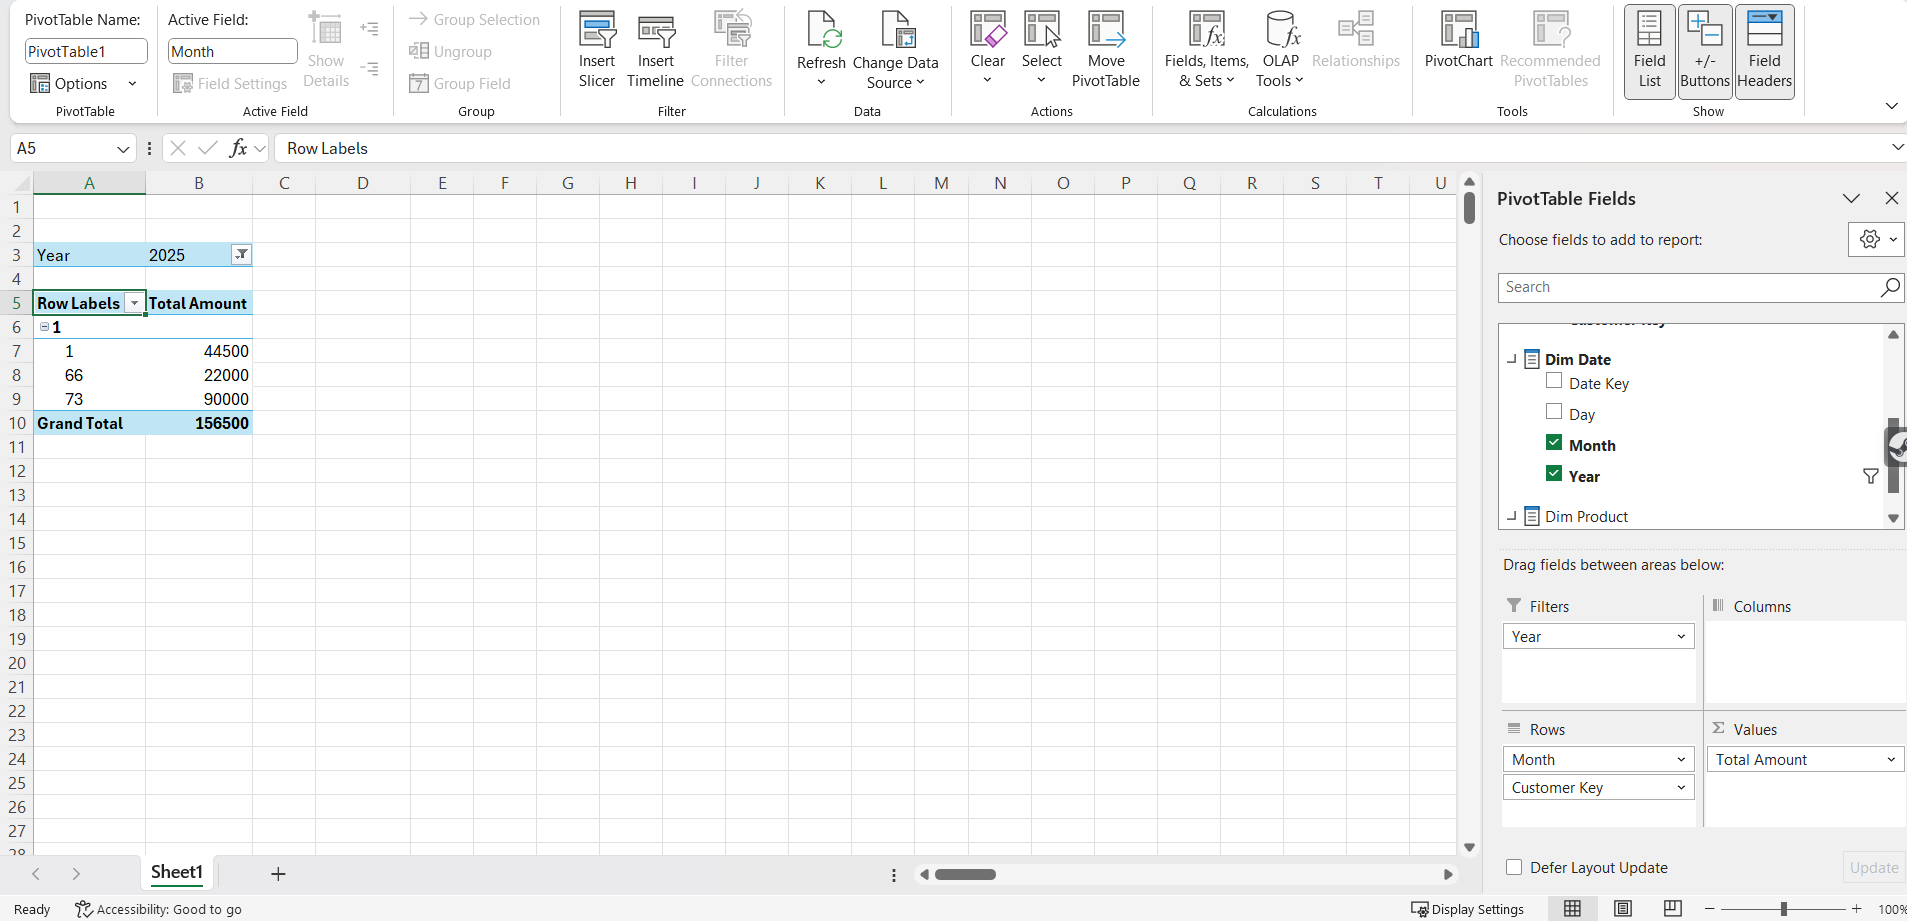 PivotTable Name:
PivotTable1
Options
PivotTable
Active Field:
Month
Field Settings
Show Details
Active Field
Group Selection
Ungroup
7 Group Field
Group
Insert Slicer
Insert Timeline
Filter Connections
Filter
Refresh
Change Data Source
Data
Clear
Select
Move PivotTable
Actions
Fields, Items, & Sets
OLAP Tools
Relationships
Calculations
PivotChart
Recommended PivotTables
Tools
Field List
+/- Buttons
Field Headers
Show
A5
fx
Row Labels
A B C D E F G H I J K L M N O P Q R S T U
1
2
3 Year 2025
4
5 Row Labels Total Amount
6 1
7 1 44500
8 66 22000
9 73 90000
10 Grand Total 156500
11
12
13
14
15
16
17
18
19
20
21
22
23
24
25
26
27
28
PivotTable Fields
Choose fields to add to report:
Search
Customer Key
Dim Date
Date Key
Day
Month
Year
Dim Product
Drag fields between areas below:
Filters
Year
Columns
Rows
Month
Customer Key
Σ Values
Total Amount
Defer Layout Update
Update
Sheet1
Ready
Accessibility: Good to go
Display Settings
100%